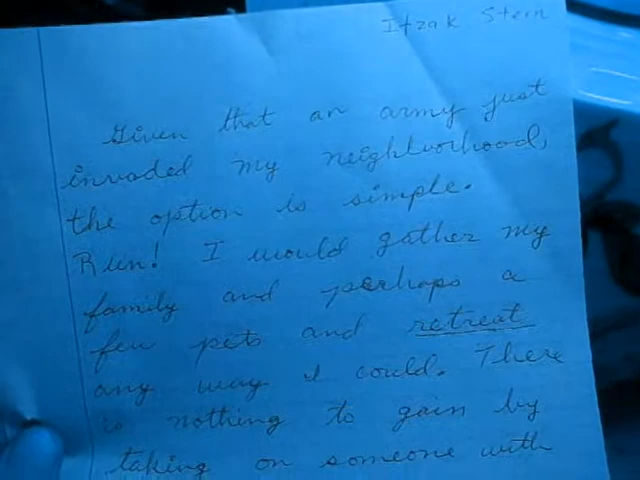 Itzak Stern
Given that an army just
invaded my neighborhood,
the option is simple.
Run! I would gather my
family and perhaps a
few pets and retreat
any way I could. There
is nothing to gain by
taking on someone with